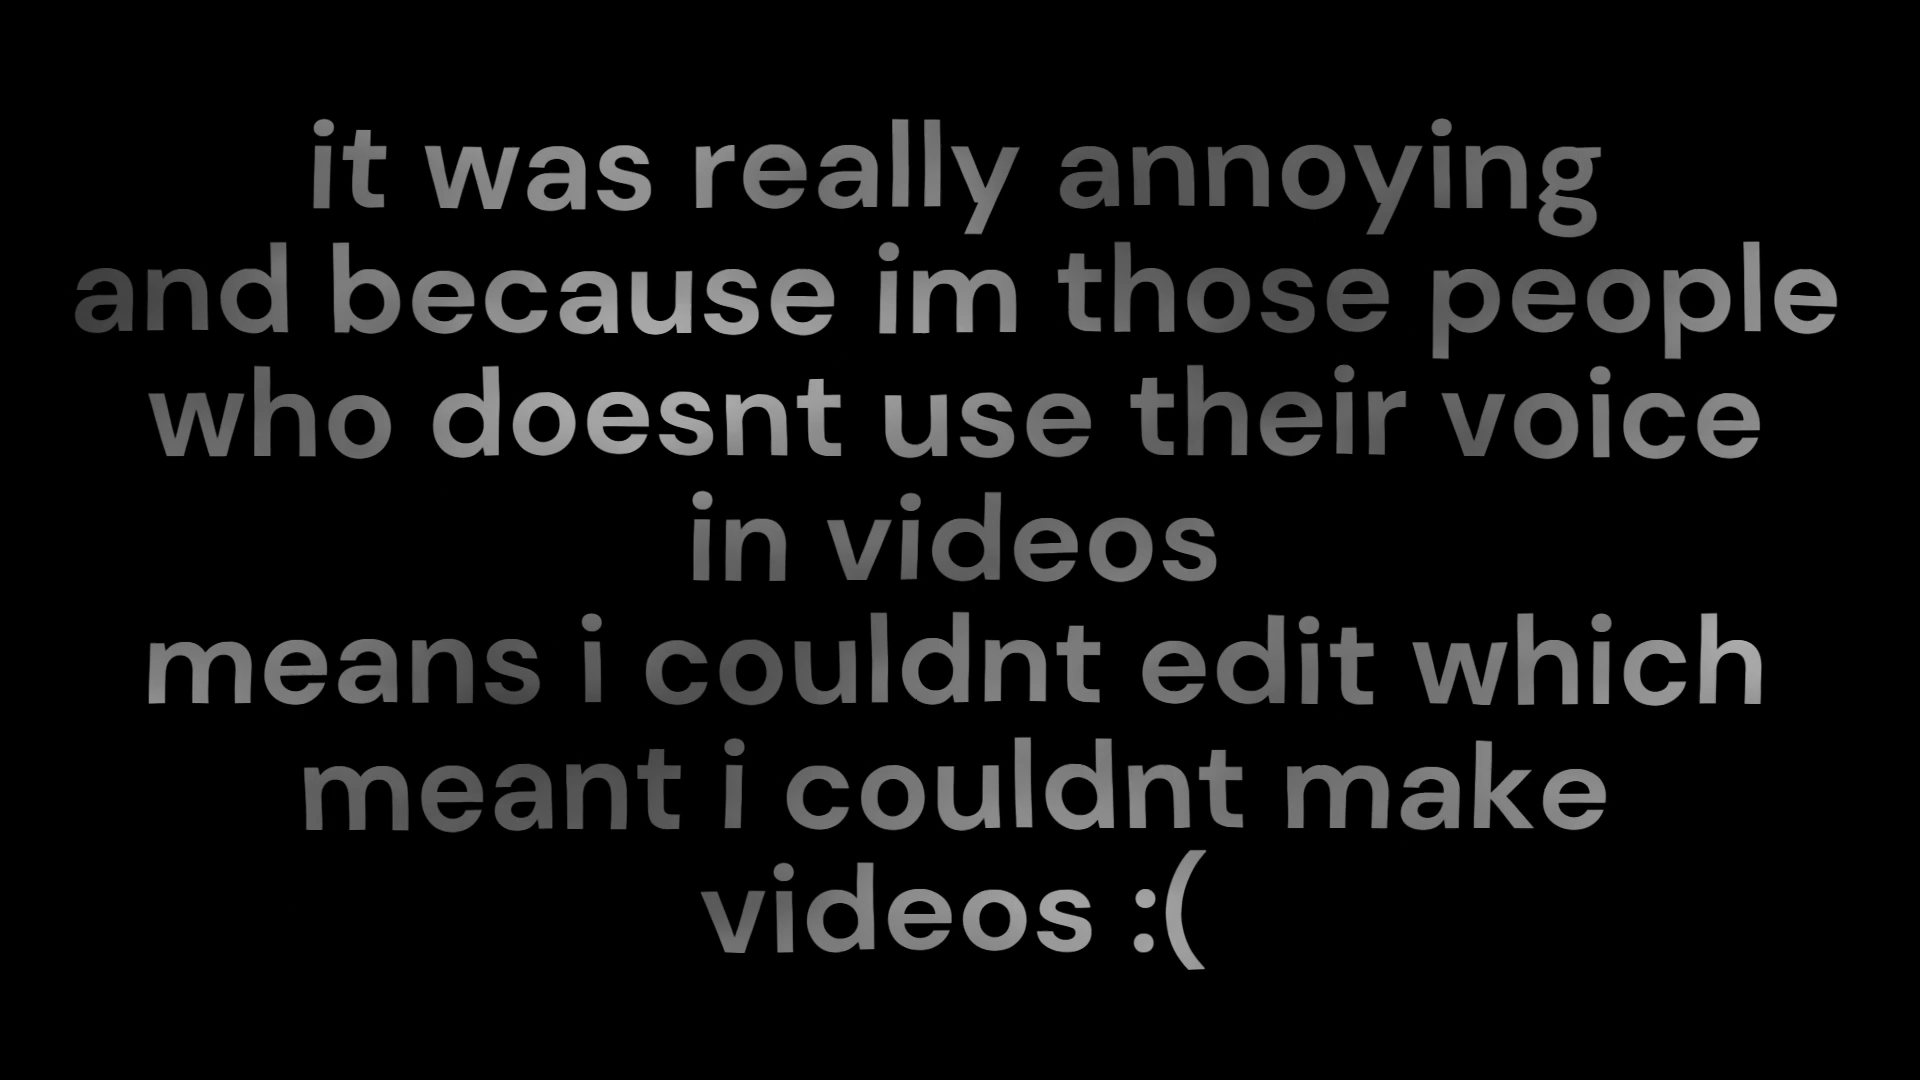 it was really annoying
and because im those people
who doesnt use their voice
in videos
means i couldnt edit which
meant i couldnt make
videos :(